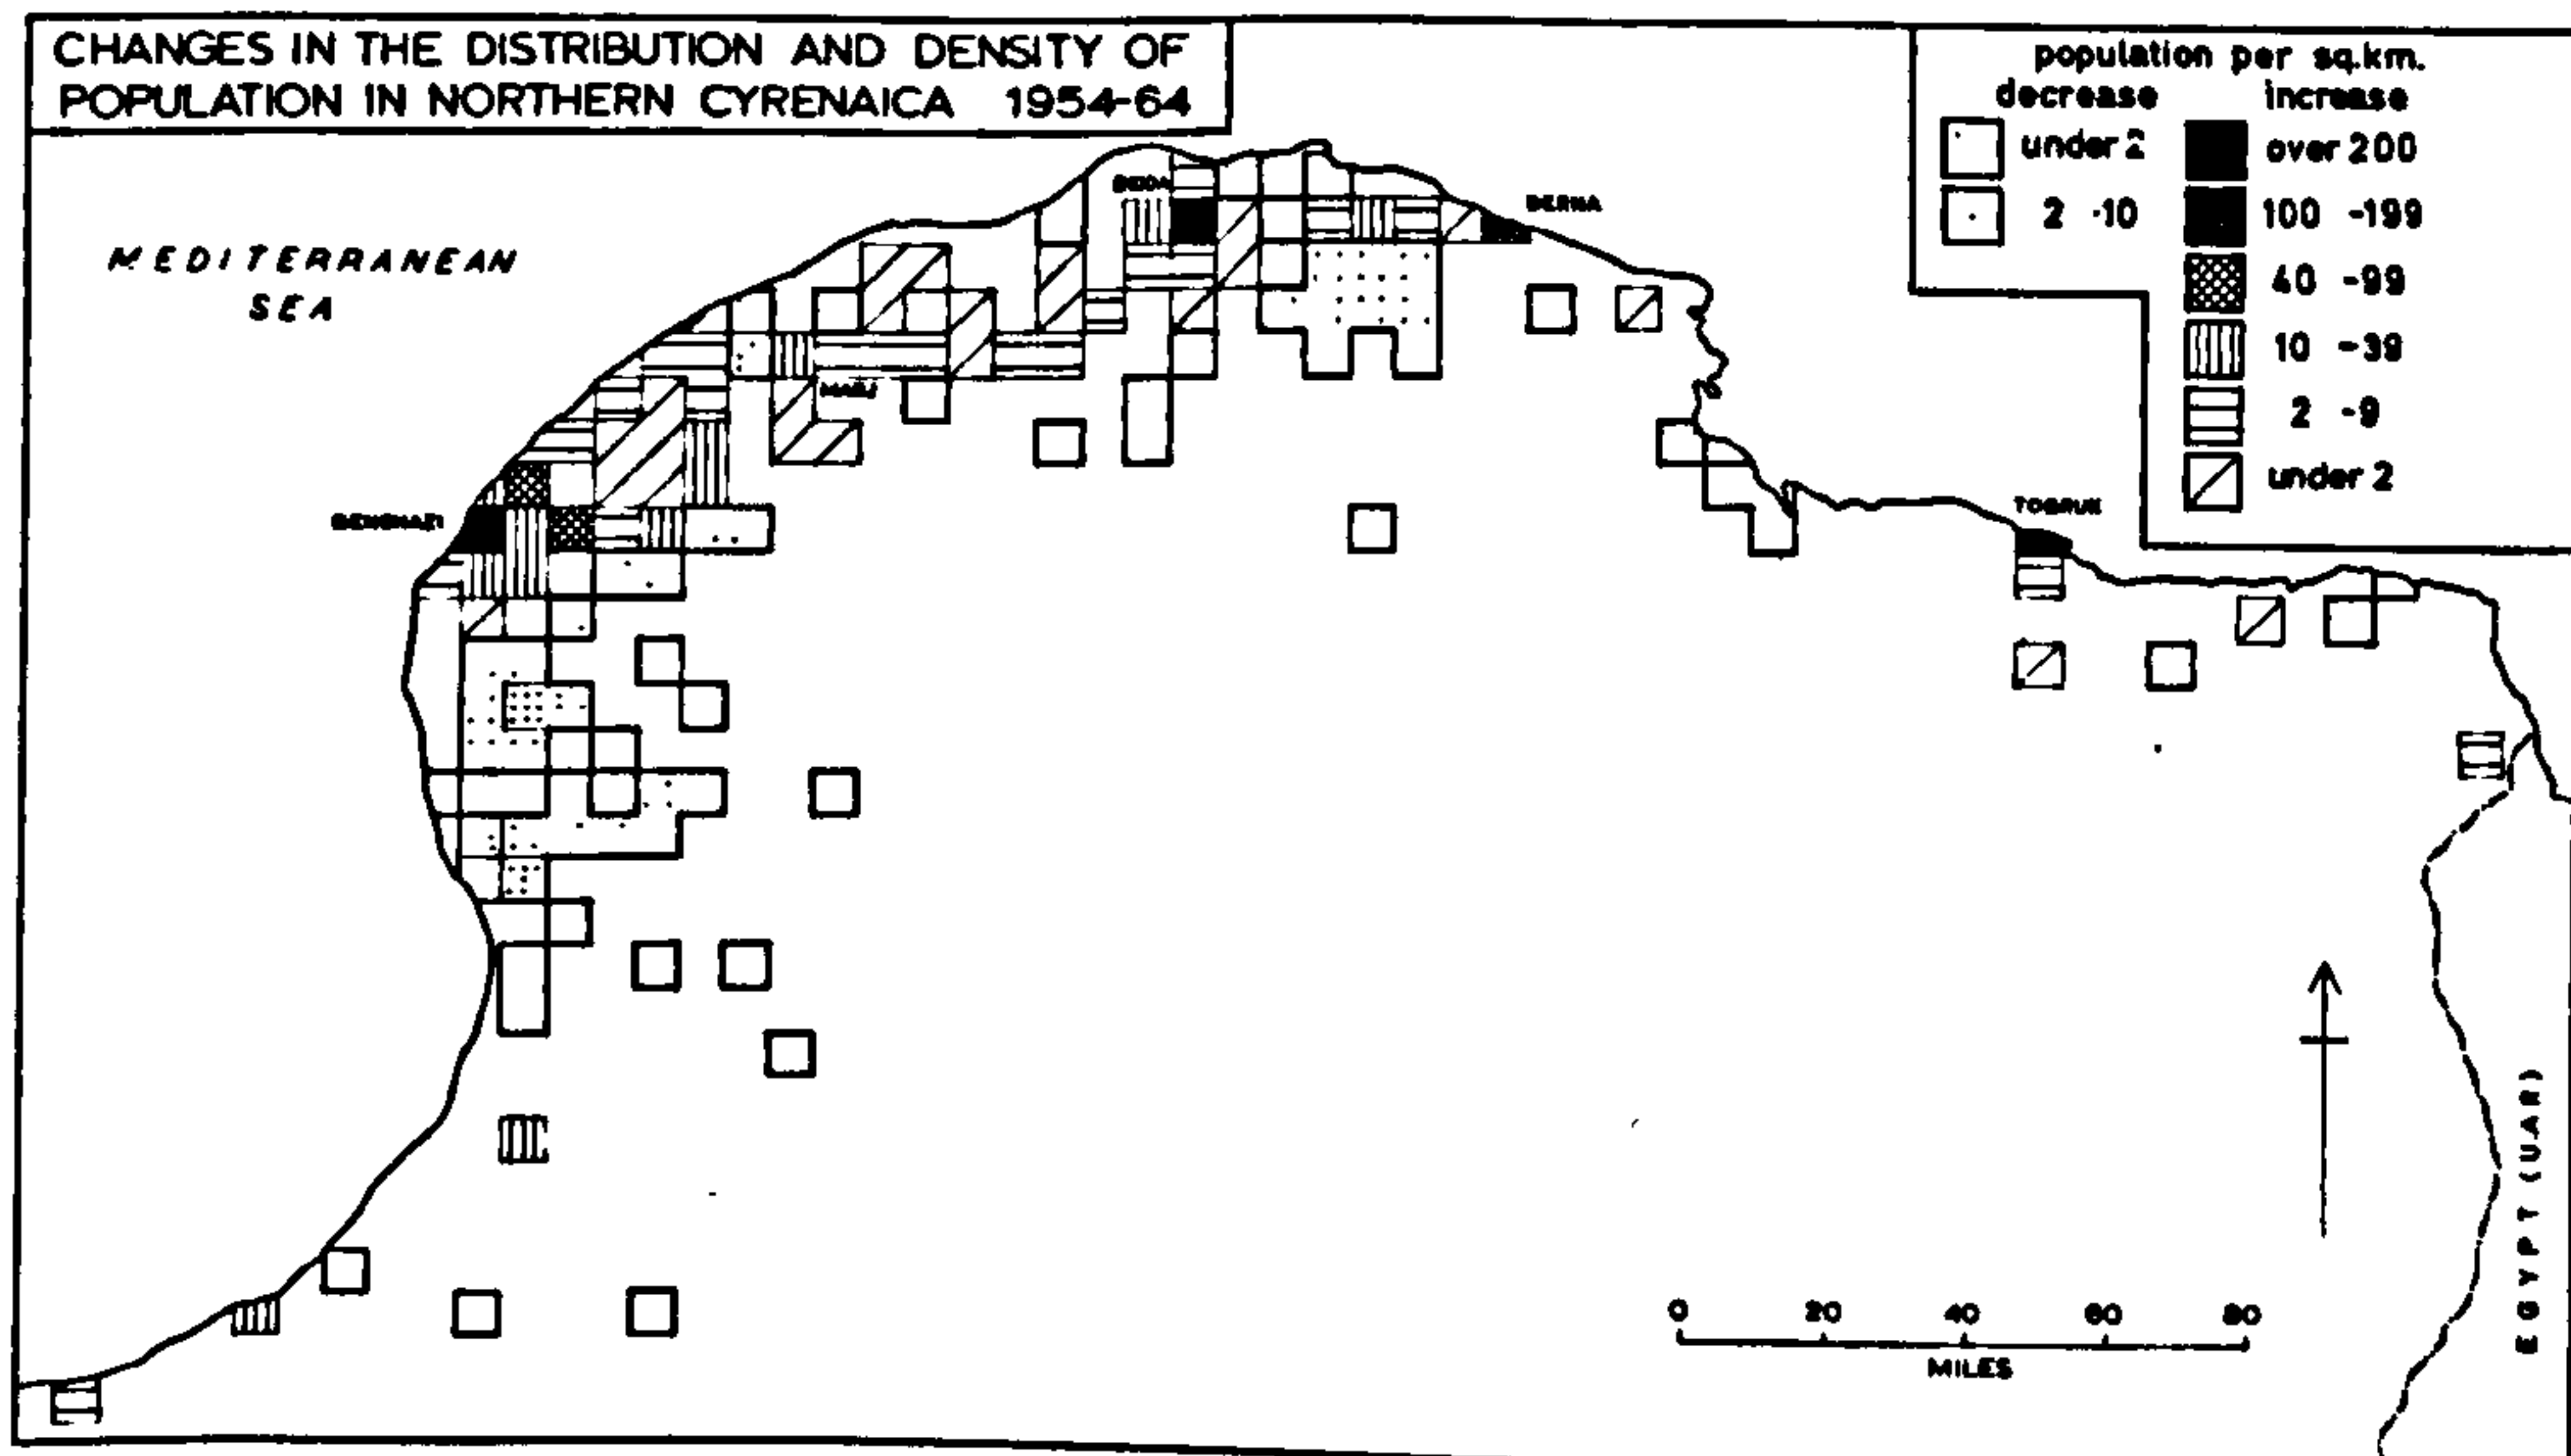 CHANGES IN THE DISTRIBUTION AND DENSITY OF
POPULATION IN NORTHERN CYRENAICA 1954-64
population per sq.km.
decrease increase
under 2 over 200
2 -10 100 -199
40 -99
10 -39
2 -9
under 2
MEDITERRANEAN
SEA
BEIDA
DERNA
MARJ
BENGHAZI
TOBRUK
EGYPT (UAR)
0 20 40 60 80
MILES